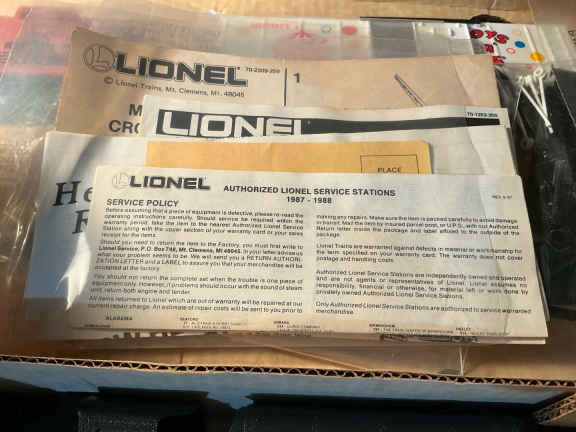 LIONEL 70-2309-250 1
© Lionel Trains, Mt. Clemens, MI. 48045
LIONEL
PLACE
LIONEL AUTHORIZED LIONEL SERVICE STATIONS
1987 - 1988
SERVICE POLICY
Before assuming that a piece of equipment is defective, please re-read the
operating instructions carefully. Should service be required within the
warranty period, take the item to the nearest Authorized Lionel Service
Station along with the upper section of your warranty card or your sales
receipt for the items.
Should you need to return the item to the Factory, you must first write to
Lionel Service, P.O. Box 748, Mt. Clemens, MI 48045. In your letter advise us
what your problem seems to be. We will send you a RETURN AUTHORI-
ZATION LETTER and a LABEL to assure you that your merchandise will be
accepted at the factory.
You should not return the complete set when the trouble is one piece of
equipment only, however, if problems should occur with the sound of steam
unit, return both engine and tender.
All items returned to Lionel which are out of warranty will be repaired at our
current repair charge. An estimate of repair costs will be sent to you prior to
making any repairs. Make sure the item is packed carefully to avoid damage
in transit. Mail the item by insured parcel post, or U.P.S., with our Authorized
Return letter inside the package and label affixed to the outside of the
package.
Lionel Trains are warranted against defects in material or workmanship for
the term specified on your warranty card. The warranty does not cover
postage and handling costs.
Authorized Lionel Service Stations are independently owned and operated
and are not agents or representatives of Lionel. Lionel assumes no
responsibility, financial or otherwise, for material left or work done by
privately owned Authorized Lionel Service Stations.
Only Authorized Lionel Service Stations are authorized to service warranted
merchandise.
ALABAMA